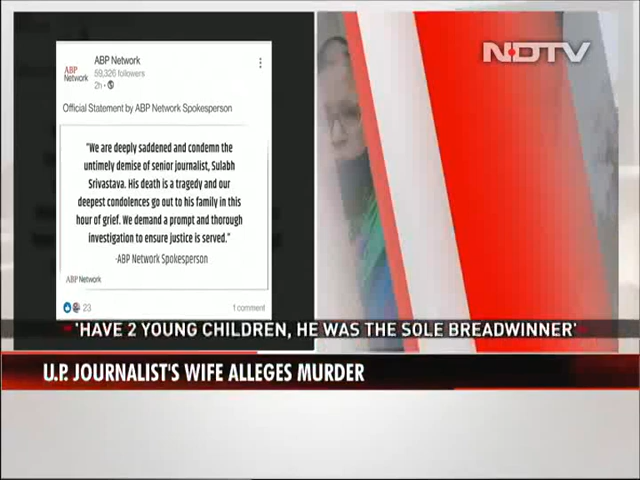 NDTV
ABP Network
ABP
Network
59,326 followers
2h
Official Statement by ABP Network Spokesperson
"We are deeply saddened and condemn the
untimely demise of senior journalist, Sulabh
Srivastava. His death is a tragedy and our
deepest condolences go out to his family in this
hour of grief. We demand a prompt and thorough
investigation to ensure justice is served."
-ABP Network Spokesperson
ABP Network
23
1 comment
'HAVE 2 YOUNG CHILDREN, HE WAS THE SOLE BREADWINNER'
U.P. JOURNALIST'S WIFE ALLEGES MURDER